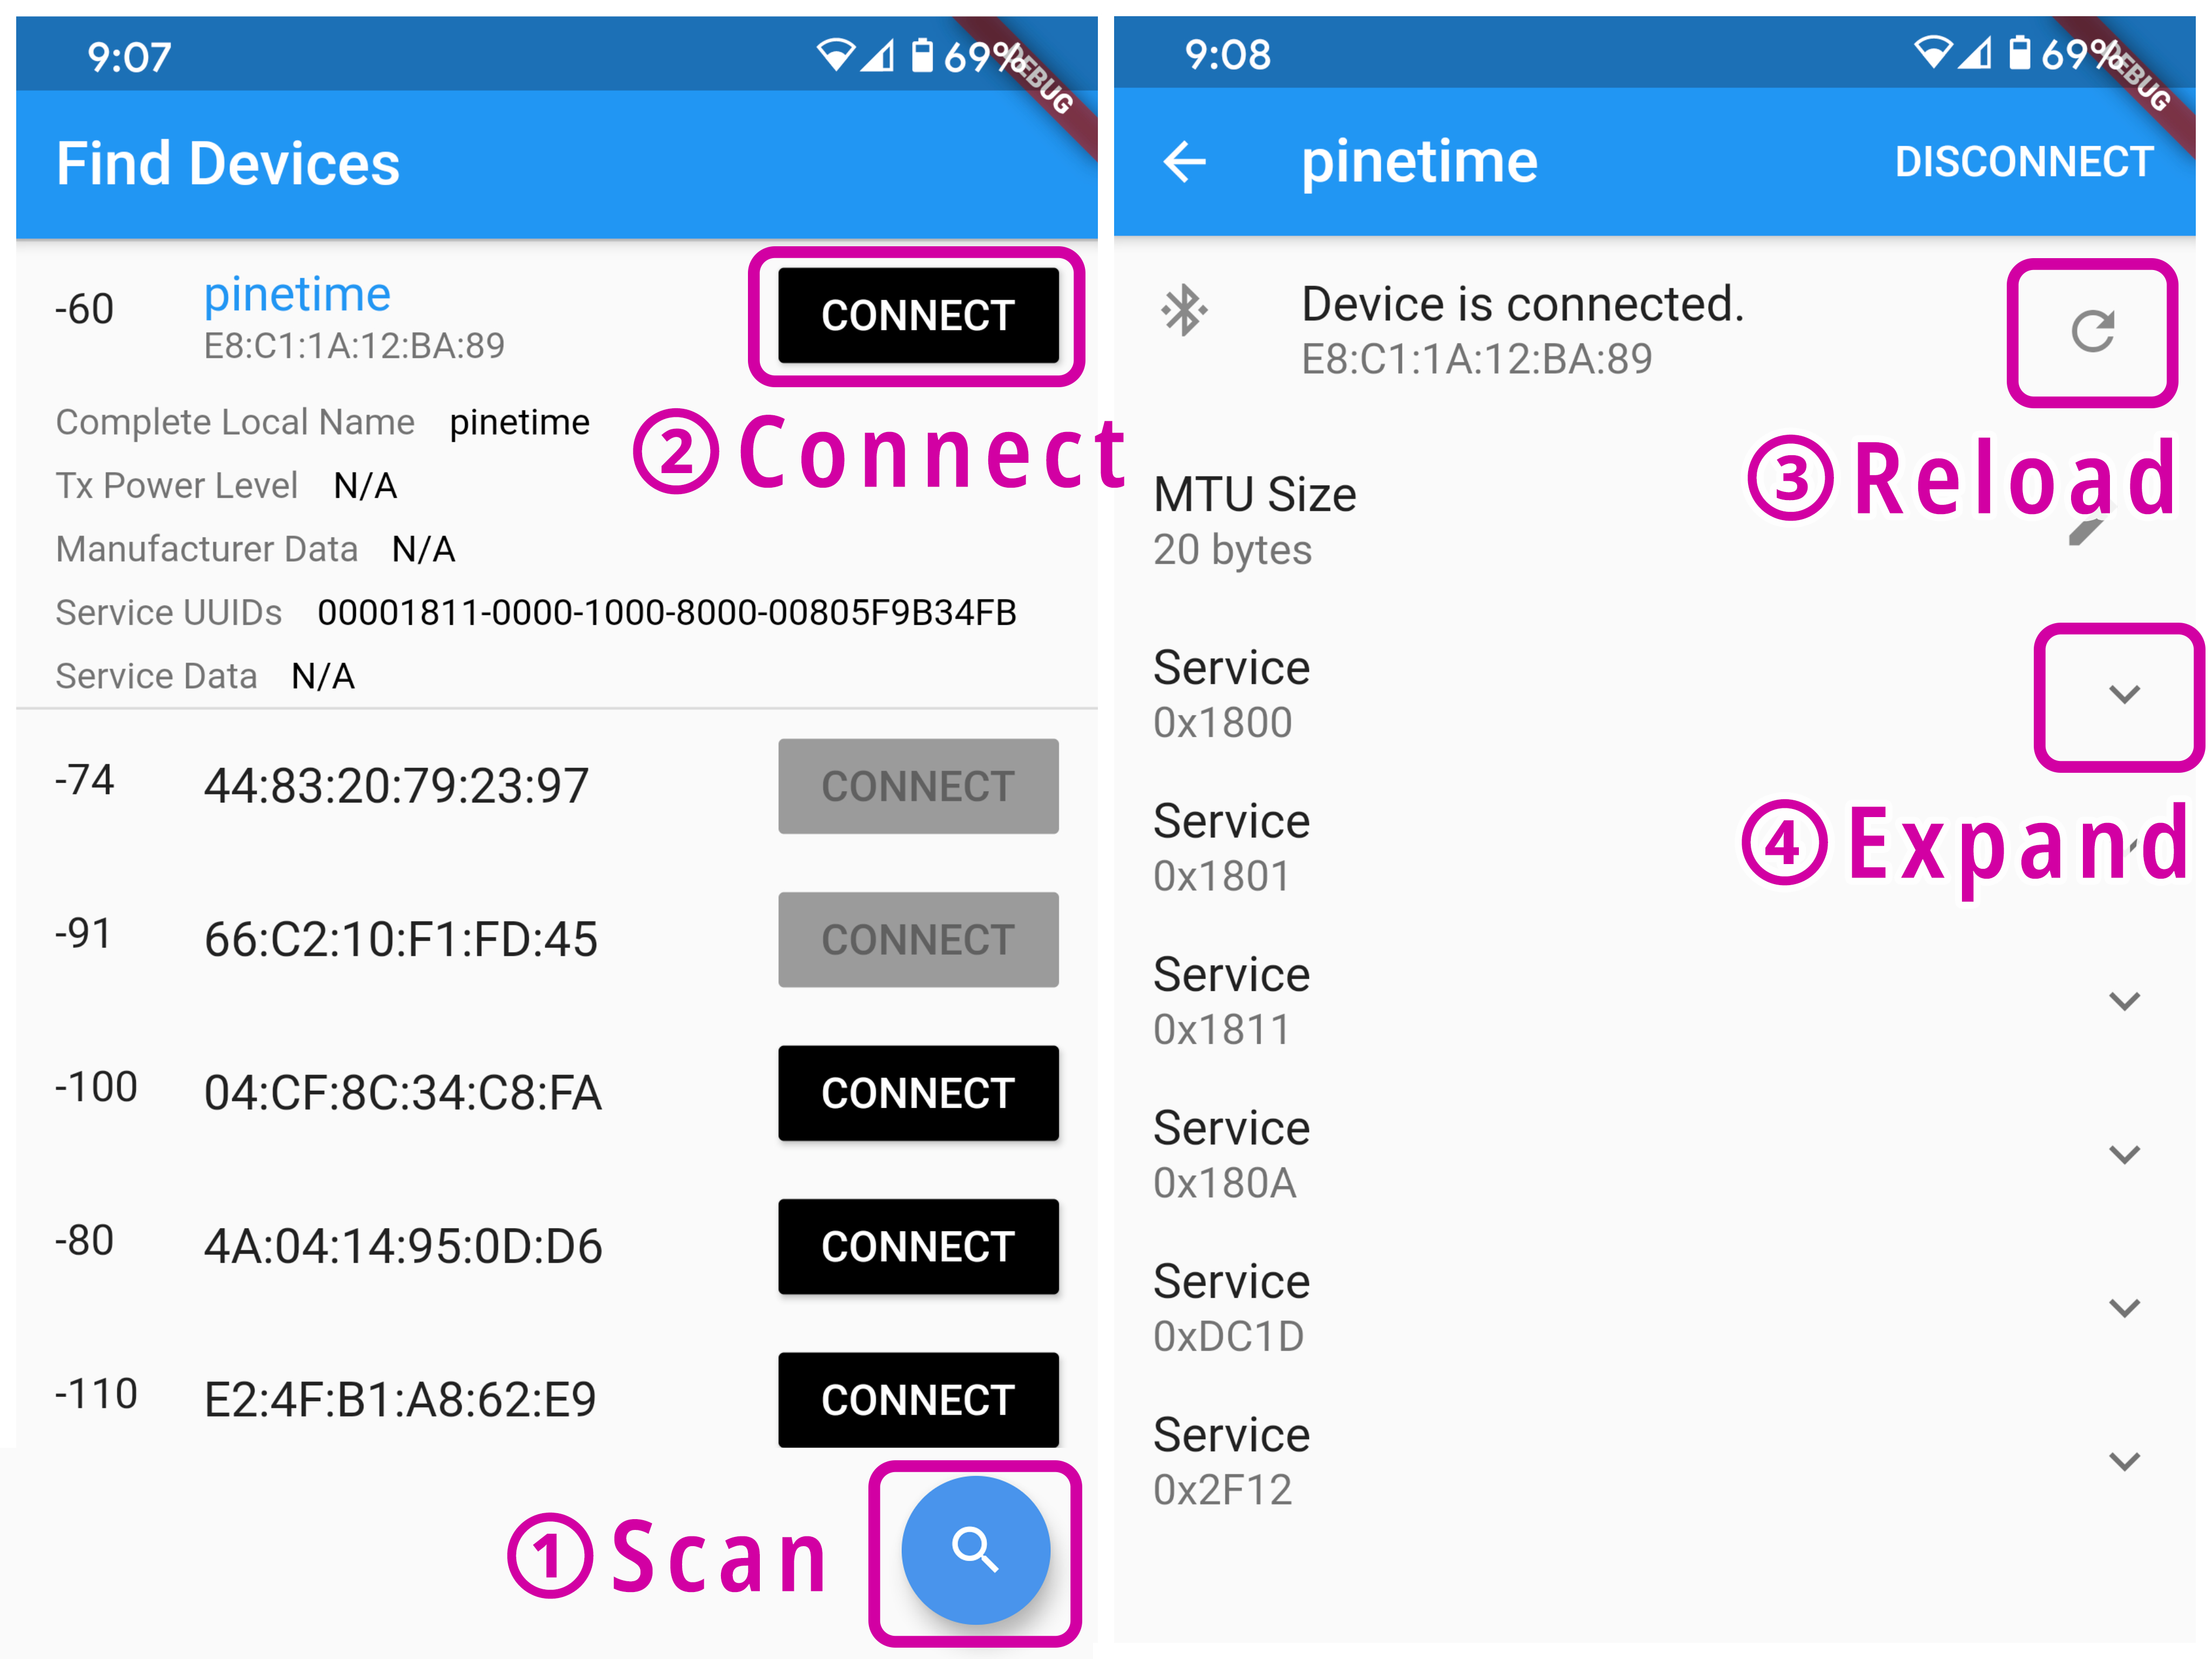 9:07 69% DEBUG
Find Devices
-60 pinetime CONNECT
E8:C1:1A:12:BA:89
② Connect
Complete Local Name pinetime
Tx Power Level N/A
Manufacturer Data N/A
Service UUIDs 00001811-0000-1000-8000-00805F9B34FB
Service Data N/A
-74 44:83:20:79:23:97 CONNECT
-91 66:C2:10:F1:FD:45 CONNECT
-100 04:CF:8C:34:C8:FA CONNECT
-80 4A:04:14:95:0D:D6 CONNECT
-110 E2:4F:B1:A8:62:E9 CONNECT
① Scan
9:08 69% DEBUG
pinetime DISCONNECT
Device is connected.
E8:C1:1A:12:BA:89
③ Reload
MTU Size
20 bytes
Service
0x1800
④ Expand
Service
0x1801
Service
0x1811
Service
0x180A
Service
0xDC1D
Service
0x2F12